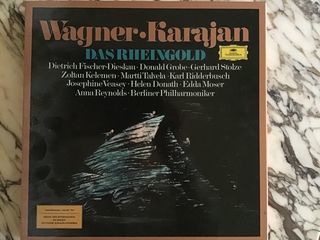 Wagner·Karajan
DAS RHEINGOLD
Dietrich Fischer-Dieskau · Donald Grobe · Gerhard Stolze
Zoltan Kelemen · Martti Talvela · Karl Ridderbusch
Josephine Veasey · Helen Donath · Edda Moser
Anna Reynolds · Berliner Philharmoniker